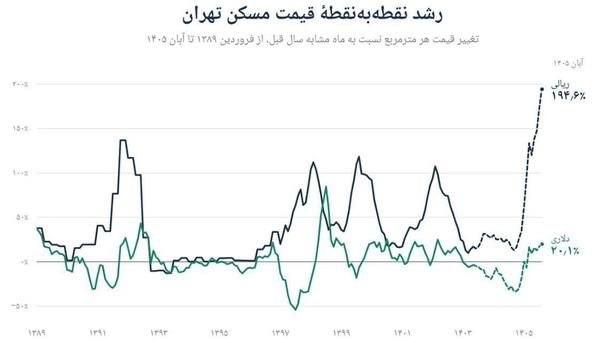 رشد نقطه‌به‌نقطهٔ قیمت مسکن تهران
تغییر قیمت هر مترمربع نسبت به ماه مشابه سال قبل، از فروردین ۱۳۸۹ تا آبان ۱۴۰۵
آبان ۱۴۰۵
ریالی
۱۹۴٫۶٪
۲۰۰٪
۱۵۰٪
۱۰۰٪
۵۰٪
۰٪
-۵۰٪
دلاری
۲۰٫۱٪
۱۳۸۹ ۱۳۹۱ ۱۳۹۳ ۱۳۹۵ ۱۳۹۷ ۱۳۹۹ ۱۴۰۱ ۱۴۰۳ ۱۴۰۵